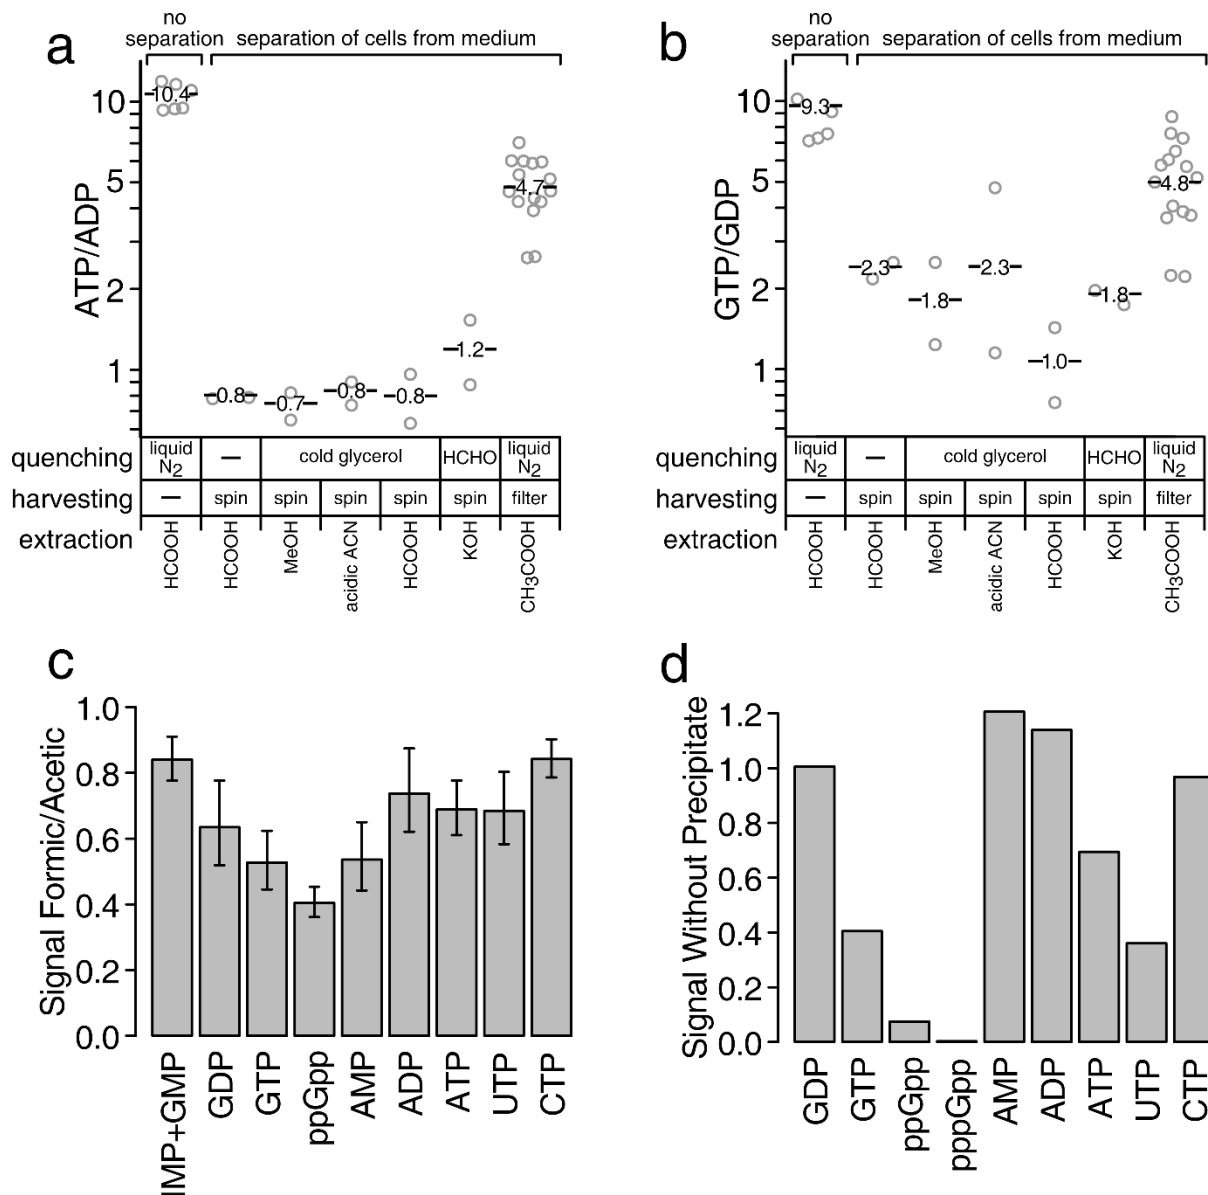 a
no
separation
separation of cells from medium
ATP/ADP
10
5
2
1
10.4
0.8
0.7
0.8
0.8
1.2
4.7
quenching
liquid N2
–
cold glycerol
HCHO
liquid N2
harvesting
–
spin
spin
spin
spin
spin
filter
extraction
HCOOH
HCOOH
MeOH
acidic ACN
HCOOH
KOH
CH3COOH
b
no
separation
separation of cells from medium
GTP/GDP
10
5
2
1
9.3
2.3
1.8
2.3
1.0
1.8
4.8
quenching
liquid N2
–
cold glycerol
HCHO
liquid N2
harvesting
–
spin
spin
spin
spin
spin
filter
extraction
HCOOH
HCOOH
MeOH
acidic ACN
HCOOH
KOH
CH3COOH
c
Signal Formic/Acetic
1.0
0.8
0.6
0.4
0.2
0.0
IMP+GMP
GDP
GTP
ppGpp
AMP
ADP
ATP
UTP
CTP
d
Signal Without Precipitate
1.2
1.0
0.8
0.6
0.4
0.2
0.0
GDP
GTP
ppGpp
pppGpp
AMP
ADP
ATP
UTP
CTP